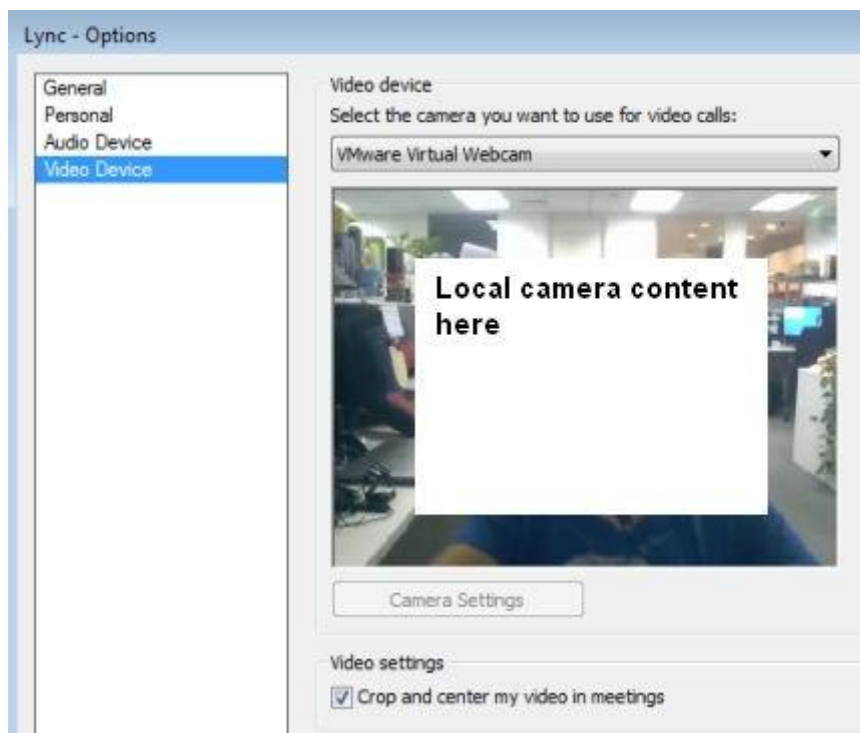 Lync - Options
General
Personal
Audio Device
Video Device
Video device
Select the camera you want to use for video calls:
VMware Virtual Webcam
Local camera content
here
Camera Settings
Video settings
Crop and center my video in meetings